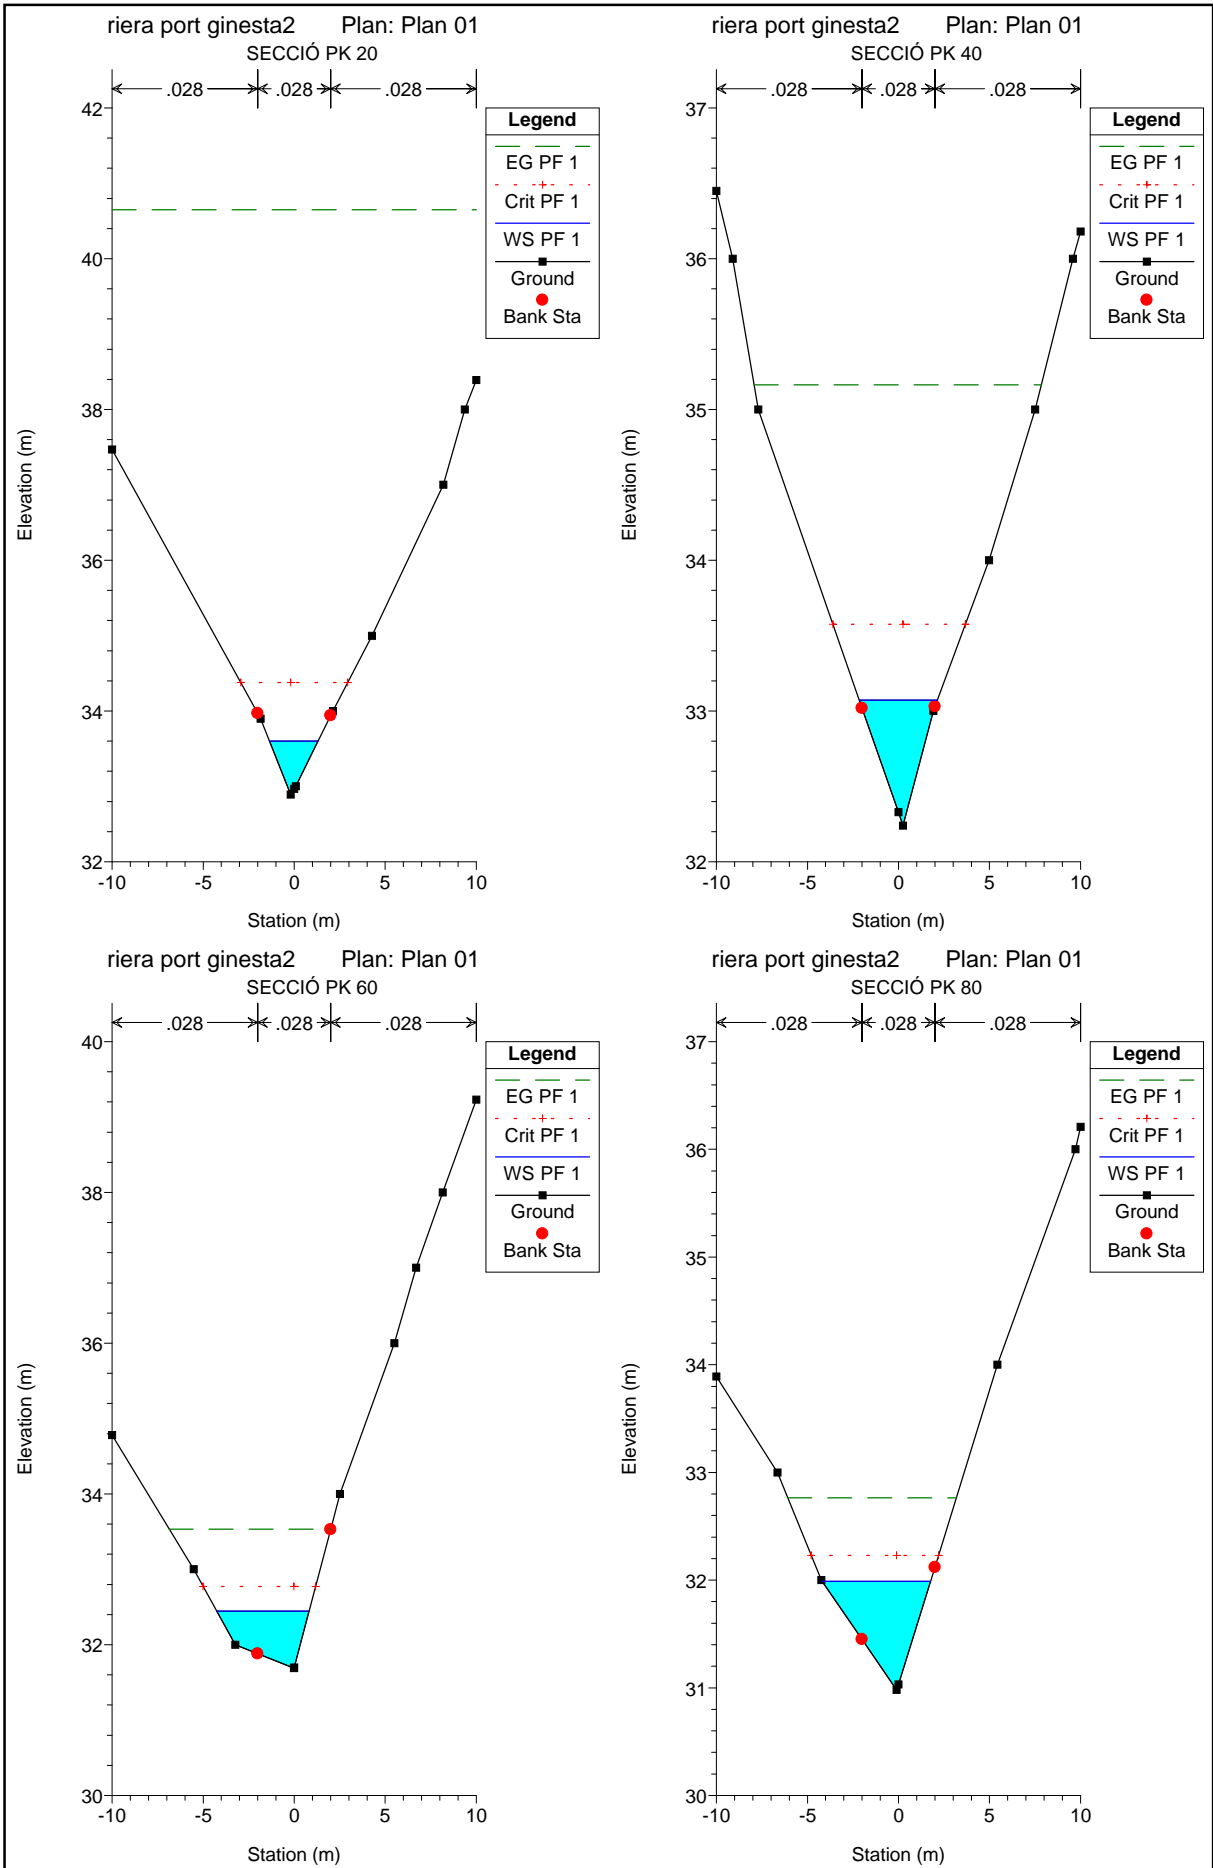 riera port ginesta2 Plan: Plan 01
SECCIÓ PK 20
.028 .028 .028
42
40
38
36
34
32
Elevation (m)
-10 -5 0 5 10
Station (m)
Legend
EG PF 1
Crit PF 1
WS PF 1
Ground
Bank Sta
riera port ginesta2 Plan: Plan 01
SECCIÓ PK 40
.028 .028 .028
37
36
35
34
33
32
Elevation (m)
-10 -5 0 5 10
Station (m)
Legend
EG PF 1
Crit PF 1
WS PF 1
Ground
Bank Sta
riera port ginesta2 Plan: Plan 01
SECCIÓ PK 60
.028 .028 .028
40
38
36
34
32
30
Elevation (m)
-10 -5 0 5 10
Station (m)
Legend
EG PF 1
Crit PF 1
WS PF 1
Ground
Bank Sta
riera port ginesta2 Plan: Plan 01
SECCIÓ PK 80
.028 .028 .028
37
36
35
34
33
32
31
30
Elevation (m)
-10 -5 0 5 10
Station (m)
Legend
EG PF 1
Crit PF 1
WS PF 1
Ground
Bank Sta